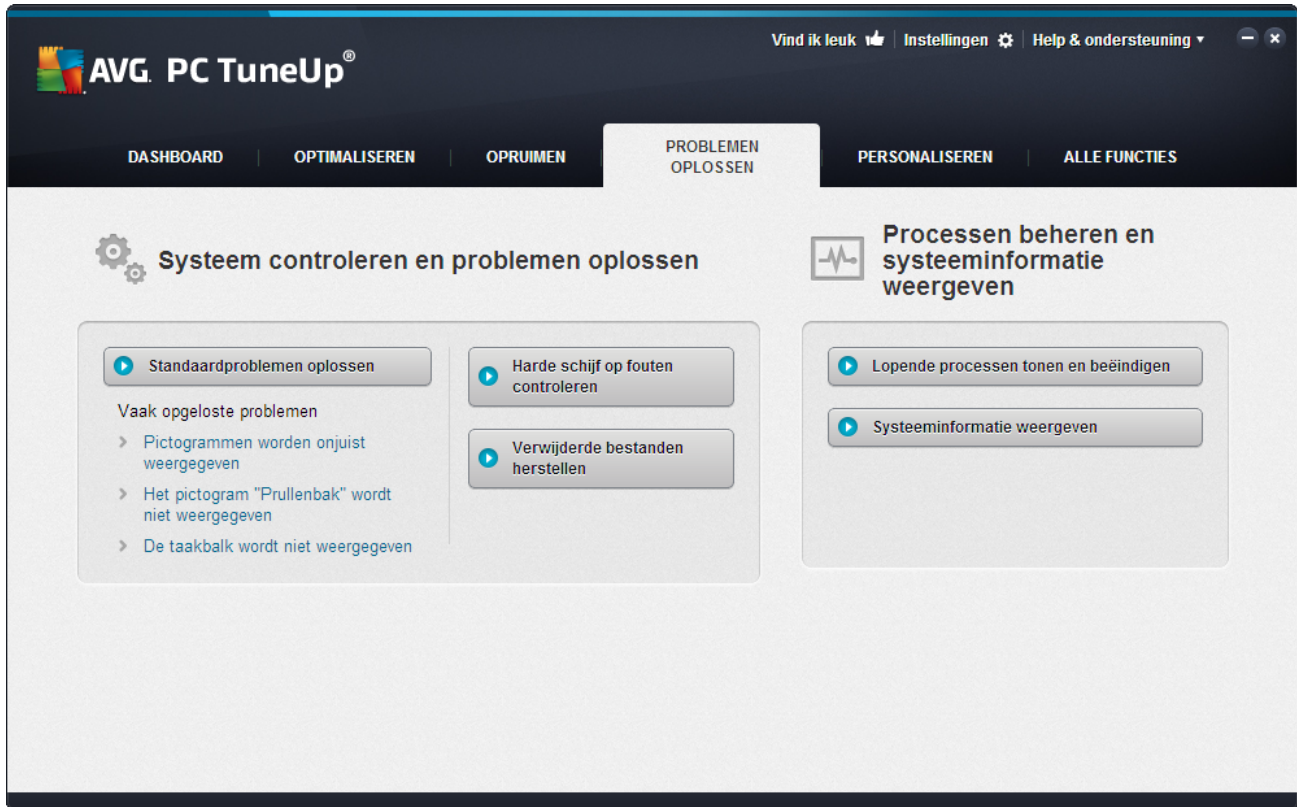 Vind ik leuk
Instellingen
Help & ondersteuning
AVG. PC TuneUp®
DASHBOARD
OPTIMALISEREN
OPRUIMEN
PROBLEMEN
OPLOSSEN
PERSONALISEREN
ALLE FUNCTIES
Systeem controleren en problemen oplossen
Standaardproblemen oplossen
Vaak opgeloste problemen
Pictogrammen worden onjuist
weergegeven
Het pictogram "Prullenbak" wordt
niet weergegeven
De taakbalk wordt niet weergegeven
Harde schijf op fouten
controleren
Verwijderde bestanden
herstellen
Processen beheren en
systeeminformatie
weergeven
Lopende processen tonen en beëindigen
Systeeminformatie weergeven